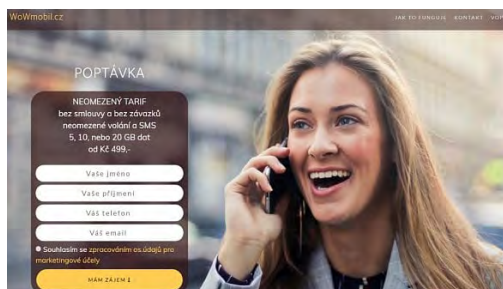 WoWmobil.cz
JAK TO FUNGUJE KONTAKT VOP
POPTÁVKA
NEOMEZENÝ TARIF
bez smlouvy a bez závazků
neomezené volání a SMS
5, 10, nebo 20 GB dat
od Kč 499,-
Vaše jméno
Vaše příjmení
Váš telefon
Váš email
Souhlasím se zpracováním os.údajů pro
marketingové účely
MÁM ZÁJEM